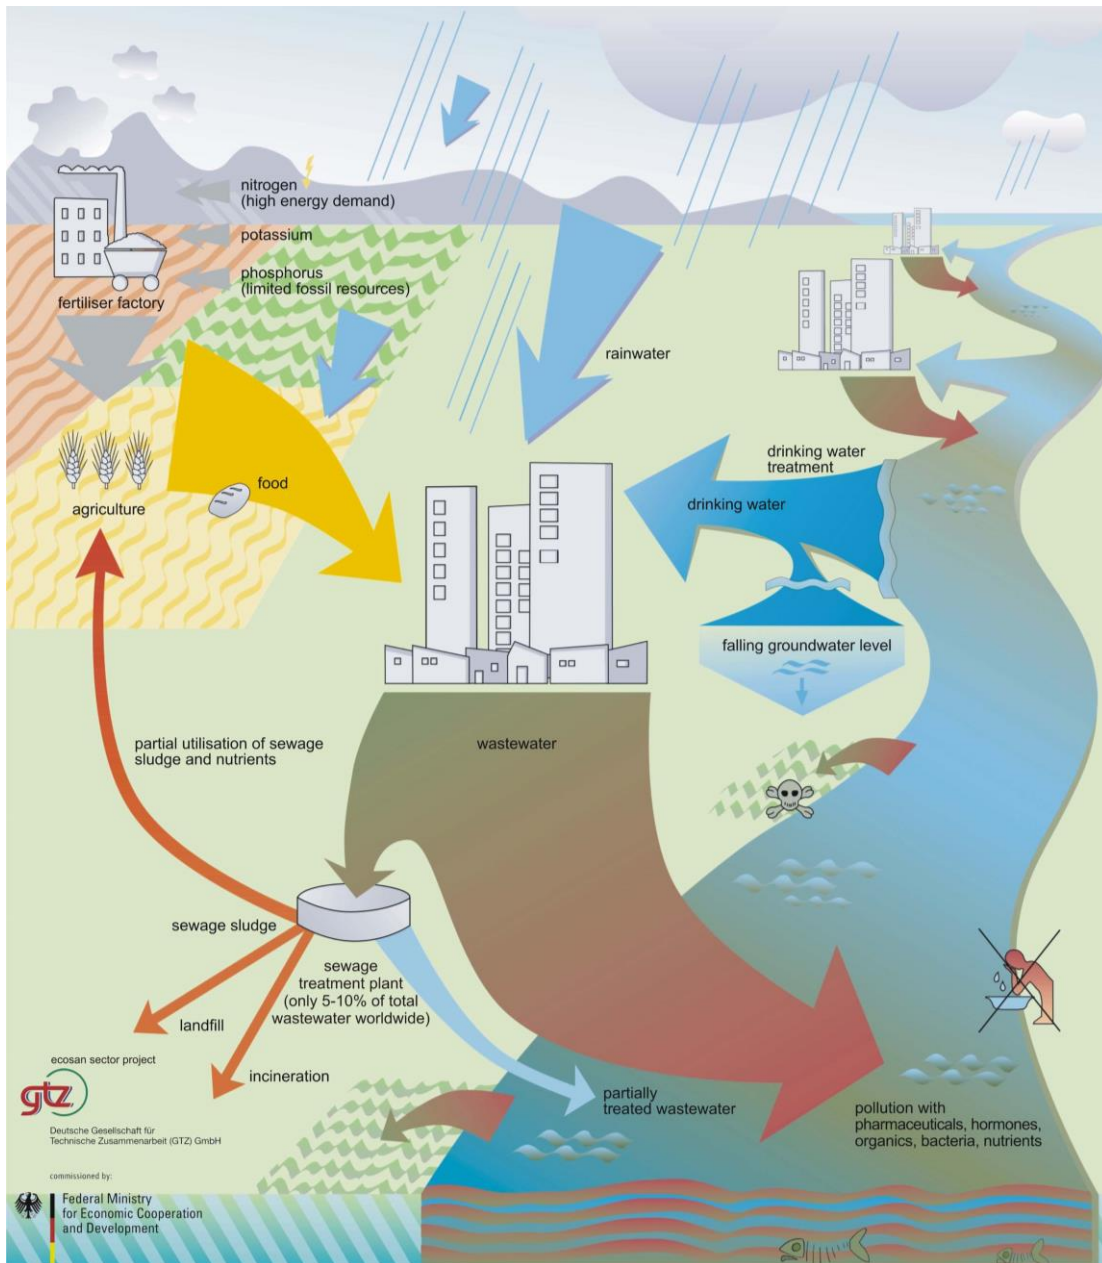 nitrogen
(high energy demand)
potassium
phosphorus
(limited fossil resources)
fertiliser factory
rainwater
drinking water
treatment
drinking water
food
agriculture
falling groundwater level
partial utilisation of sewage
sludge and nutrients
wastewater
sewage sludge
sewage
treatment plant
(only 5-10% of total
wastewater worldwide)
landfill
incineration
partially
treated wastewater
pollution with
pharmaceuticals, hormones,
organics, bacteria, nutrients
ecosan sector project
gtz
Deutsche Gesellschaft für
Technische Zusammenarbeit (GTZ) GmbH
commissioned by:
Federal Ministry
for Economic Cooperation
and Development